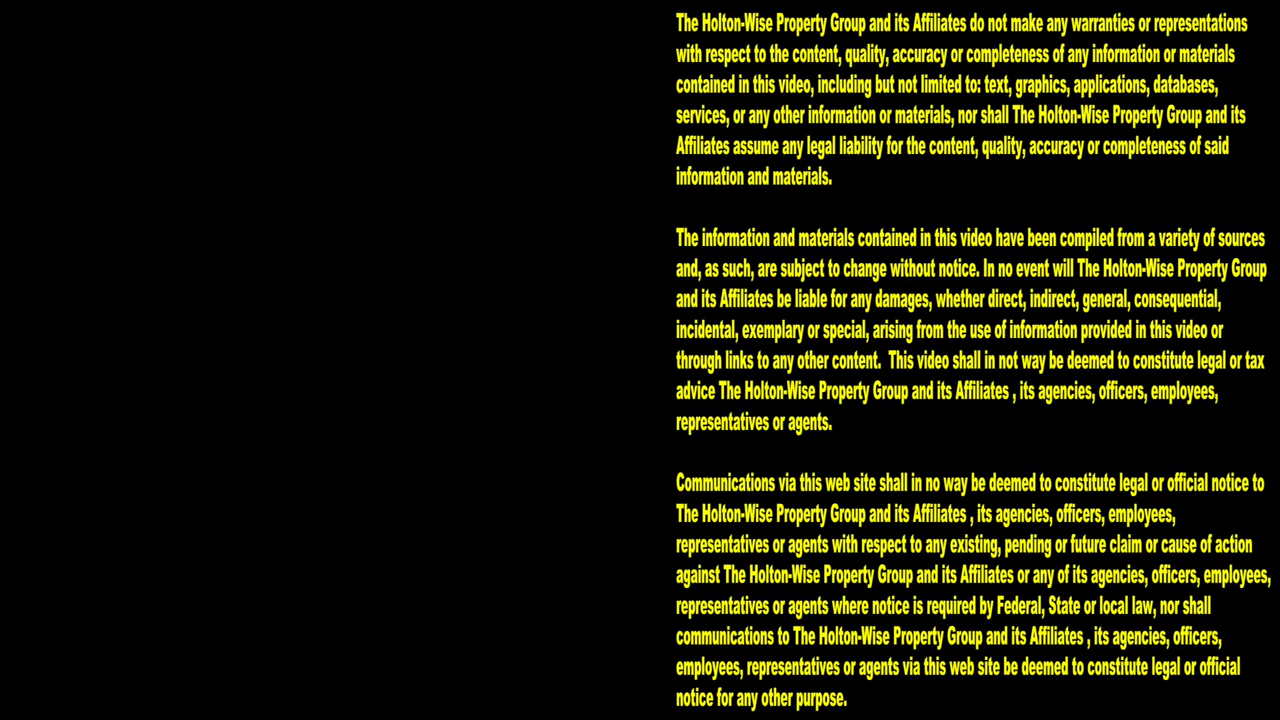 The Holton-Wise Property Group and its Affiliates do not make any warranties or representations
with respect to the content, quality, accuracy or completeness of any information or materials
contained in this video, including but not limited to: text, graphics, applications, databases,
services, or any other information or materials, nor shall The Holton-Wise Property Group and its
Affiliates assume any legal liability for the content, quality, accuracy or completeness of said
information and materials.
The information and materials contained in this video have been compiled from a variety of sources
and, as such, are subject to change without notice. In no event will The Holton-Wise Property Group
and its Affiliates be liable for any damages, whether direct, indirect, general, consequential,
incidental, exemplary or special, arising from the use of information provided in this video or
through links to any other content.  This video shall in not way be deemed to constitute legal or tax
advice The Holton-Wise Property Group and its Affiliates , its agencies, officers, employees,
representatives or agents.
Communications via this web site shall in no way be deemed to constitute legal or official notice to
The Holton-Wise Property Group and its Affiliates , its agencies, officers, employees,
representatives or agents with respect to any existing, pending or future claim or cause of action
against The Holton-Wise Property Group and its Affiliates or any of its agencies, officers, employees,
representatives or agents where notice is required by Federal, State or local law, nor shall
communications to The Holton-Wise Property Group and its Affiliates , its agencies, officers,
employees, representatives or agents via this web site be deemed to constitute legal or official
notice for any other purpose.